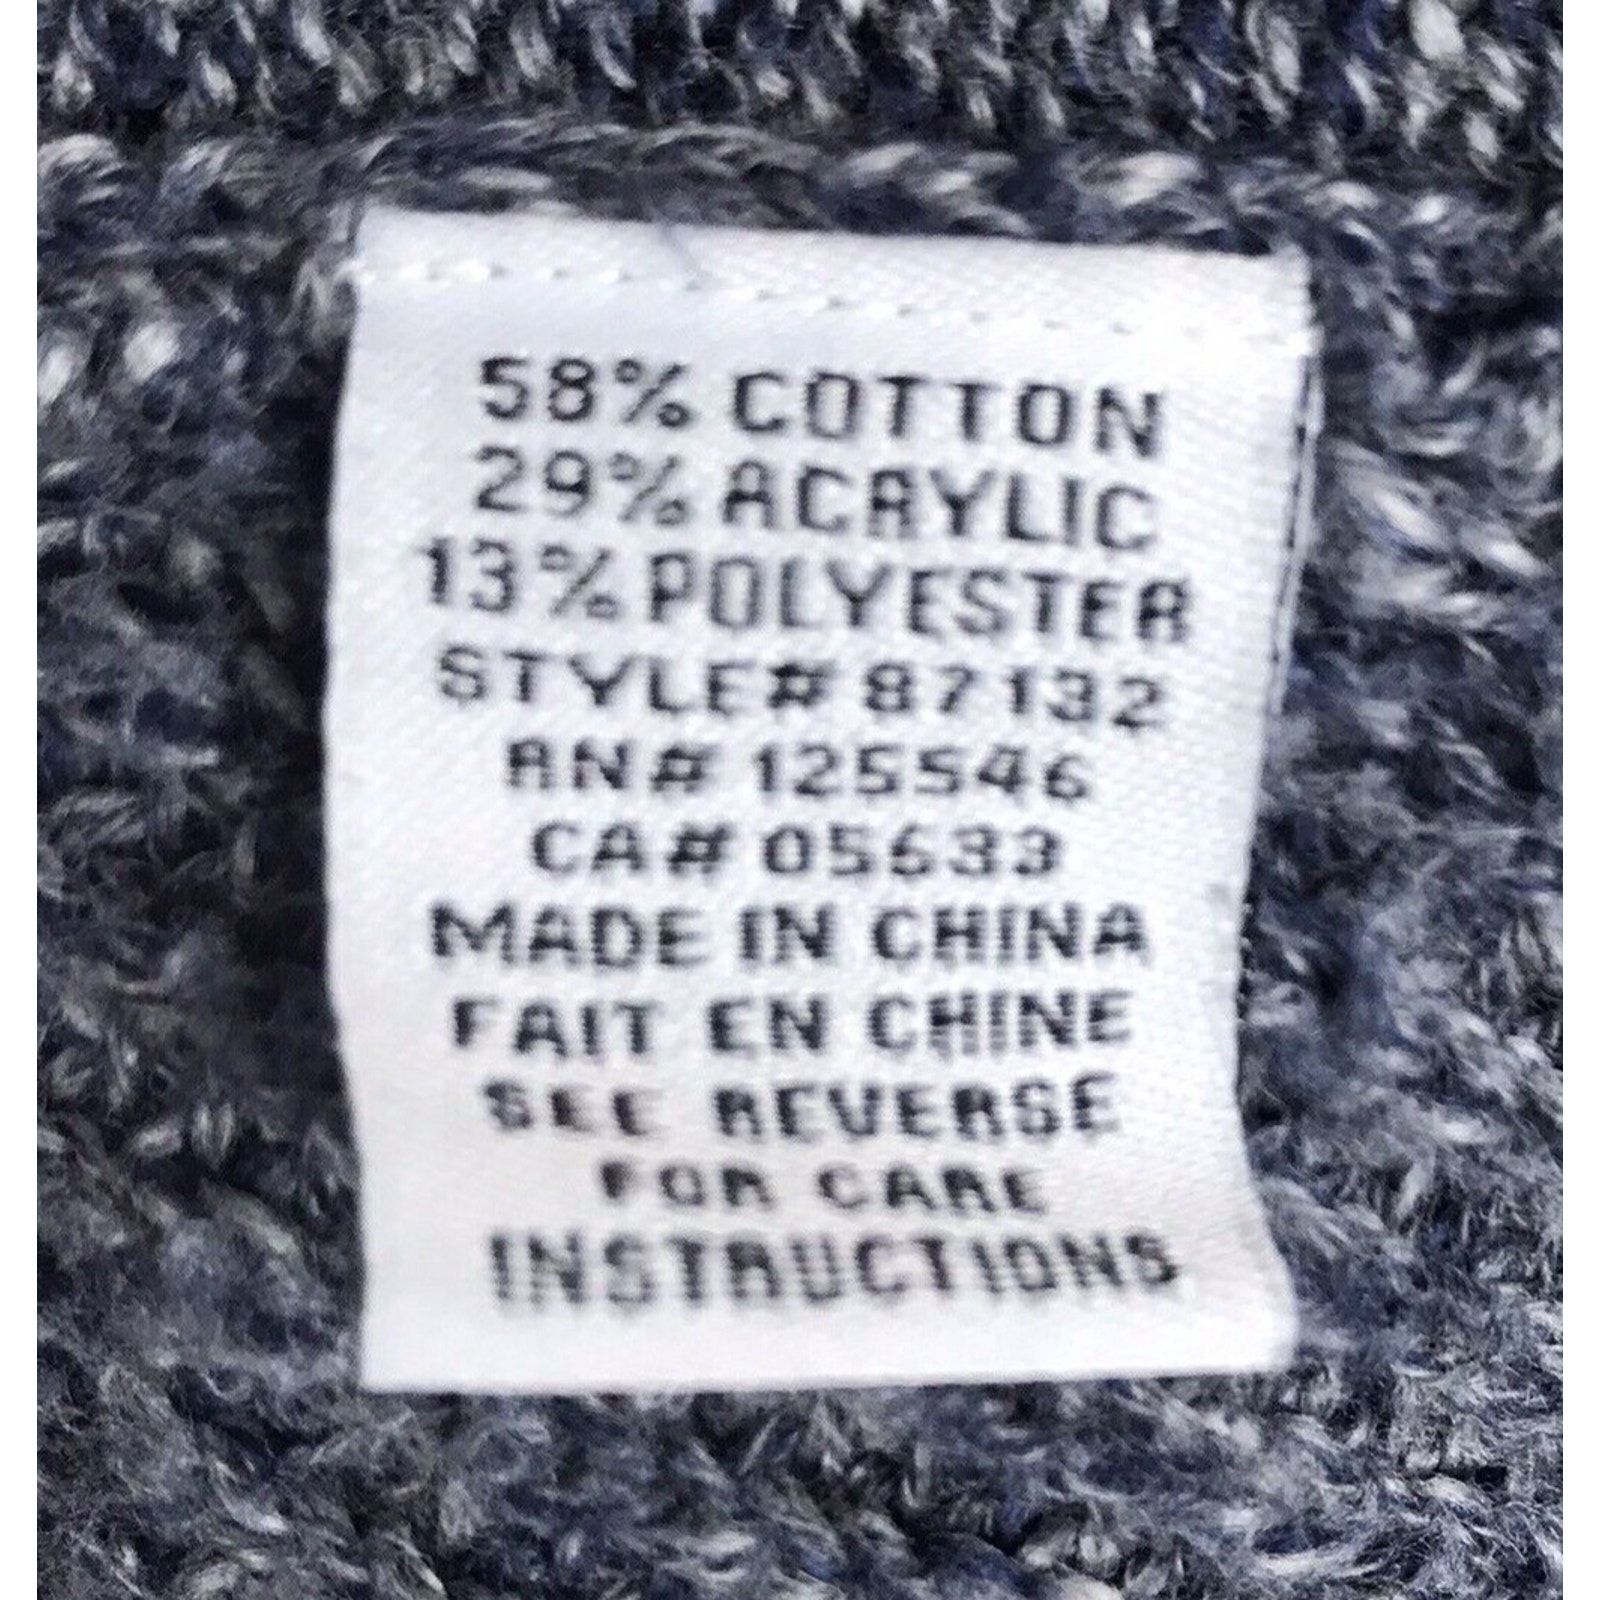 58% COTTON
29% ACRYLIC
13% POLYESTER
STYLE# 87132
RN# 125546
CA# 05633
MADE IN CHINA
FAIT EN CHINE
SEE REVERSE
FOR CARE
INSTRUCTIONS